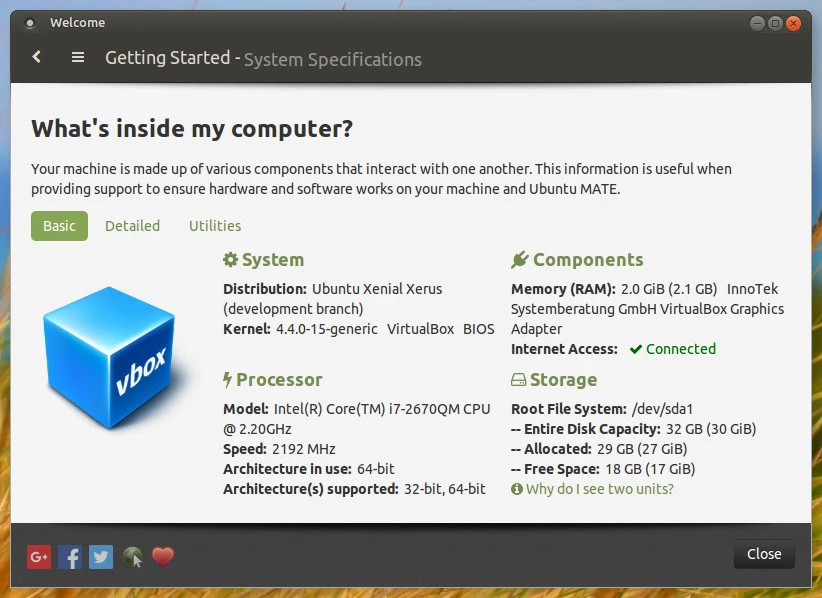 Welcome
Getting Started - System Specifications
What's inside my computer?
Your machine is made up of various components that interact with one another. This information is useful when
providing support to ensure hardware and software works on your machine and Ubuntu MATE.
Basic Detailed Utilities
System
Distribution: Ubuntu Xenial Xerus
(development branch)
Kernel: 4.4.0-15-generic VirtualBox BIOS
Components
Memory (RAM): 2.0 GiB (2.1 GB) InnoTek
Systemberatung GmbH VirtualBox Graphics
Adapter
Internet Access: Connected
vbox
Processor
Model: Intel(R) Core(TM) i7-2670QM CPU
@ 2.20GHz
Speed: 2192 MHz
Architecture in use: 64-bit
Architecture(s) supported: 32-bit, 64-bit
Storage
Root File System: /dev/sda1
-- Entire Disk Capacity: 32 GB (30 GiB)
-- Allocated: 29 GB (27 GiB)
-- Free Space: 18 GB (17 GiB)
Why do I see two units?
G+ f
Close